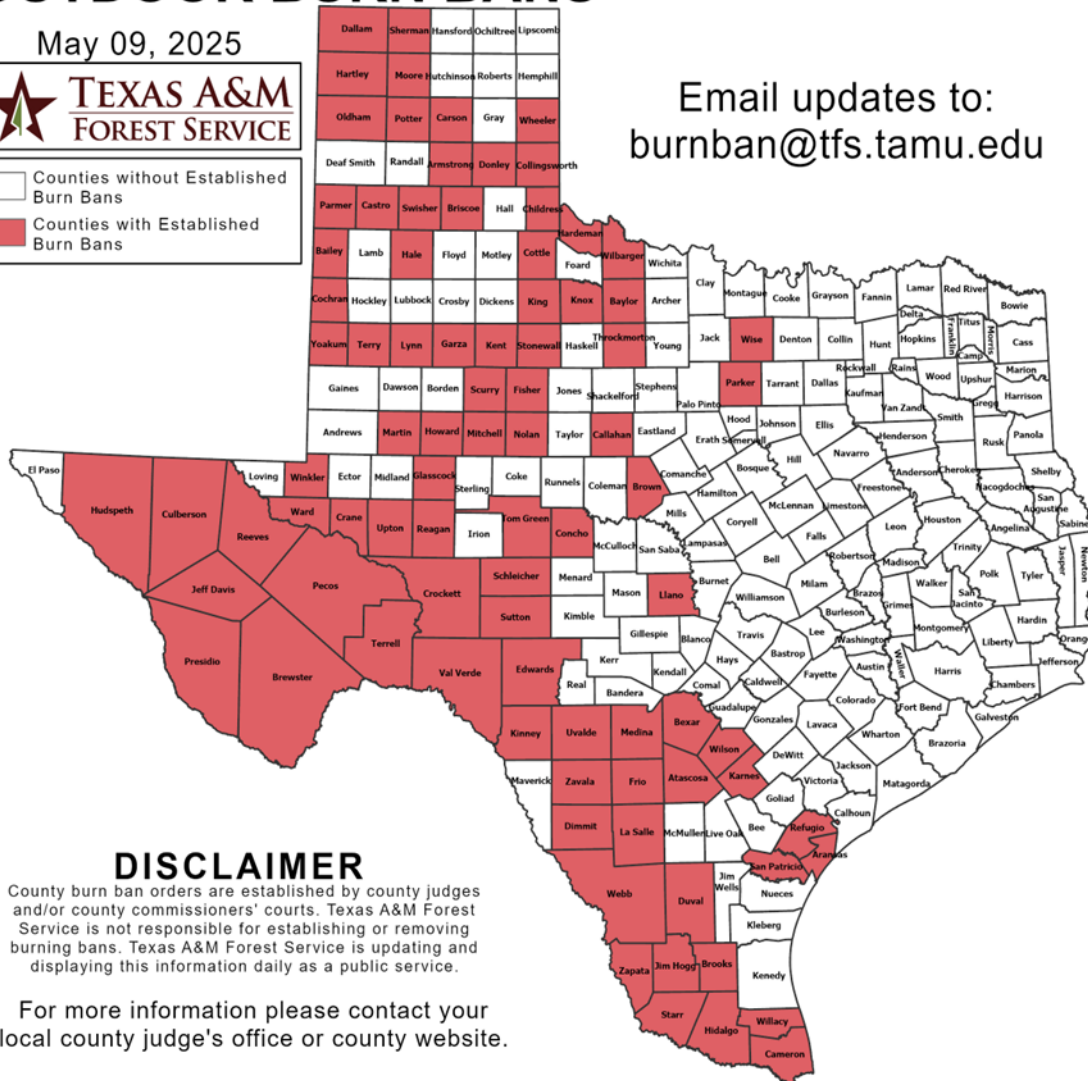 May 09, 2025
TEXAS A&M
FOREST SERVICE
Counties without Established
Burn Bans
Counties with Established
Burn Bans
Email updates to:
burnban@tfs.tamu.edu
Dallam Sherman Hansford Ochiltree Lipscomb
Hartley Moore Hutchinson Roberts Hemphill
Oldham Potter Carson Gray Wheeler
Deaf Smith Randall Armstrong Donley Collingsworth
Parmer Castro Swisher Briscoe Hall Childress
Hardeman
Bailey Lamb Hale Floyd Motley Cottle Foard Wilbarger Wichita
Clay Montague Cooke Grayson Fannin Lamar Red River Bowie
Cochran Hockley Lubbock Crosby Dickens King Knox Baylor Archer
Delta Titus Franklin Morris Camp Cass
Yoakum Terry Lynn Garza Kent Stonewall Haskell Throckmorton Young Jack Wise Denton Collin Hunt Hopkins
Rockwall Rains Wood Upshur Marion
Gaines Dawson Borden Scurry Fisher Jones Shackelford Stephens Palo Pinto Parker Tarrant Dallas Kaufman Van Zandt Smith Gregg Harrison
Andrews Martin Howard Mitchell Nolan Taylor Callahan Eastland Erath Hood Somervell Johnson Ellis Henderson Rusk Panola
El Paso Hudspeth Culberson Reeves Loving Winkler Ector Midland Glasscock Sterling Coke Runnels Coleman Brown Comanche Hamilton Bosque Hill Navarro Freestone Anderson Cherokee Nacogdoches Shelby
San Augustine Sabine
Ward Crane Upton Reagan Irion Tom Green Concho McCulloch San Saba Mills Lampasas Coryell McLennan Limestone Falls Leon Houston Angelina Trinity
Jeff Davis Pecos Crockett Schleicher Menard Mason Llano Burnet Bell Milam Robertson Madison Brazos Grimes Walker San Jacinto Polk Tyler Jasper Newton
Presidio Brewster Terrell Val Verde Sutton Kimble Gillespie Blanco Williamson Travis Lee Burleson Washington Montgomery Liberty Hardin Orange
Edwards Real Kerr Bandera Kendall Comal Hays Bastrop Caldwell Fayette Austin Waller Harris Chambers Jefferson
Kinney Uvalde Medina Bexar Guadalupe Gonzales Lavaca Colorado Wharton Fort Bend Brazoria Galveston
Maverick Zavala Frio Atascosa Wilson Karnes DeWitt Victoria Jackson Matagorda
Dimmit La Salle McMullen Live Oak Bee Goliad Refugio Calhoun Aransas
Webb Duval Jim Wells San Patricio Nueces Kleberg
Zapata Jim Hogg Brooks Kenedy
Starr Hidalgo Willacy Cameron
DISCLAIMER
County burn ban orders are established by county judges
and/or county commissioners' courts. Texas A&M Forest
Service is not responsible for establishing or removing
burning bans. Texas A&M Forest Service is updating and
displaying this information daily as a public service.
For more information please contact your
local county judge's office or county website.